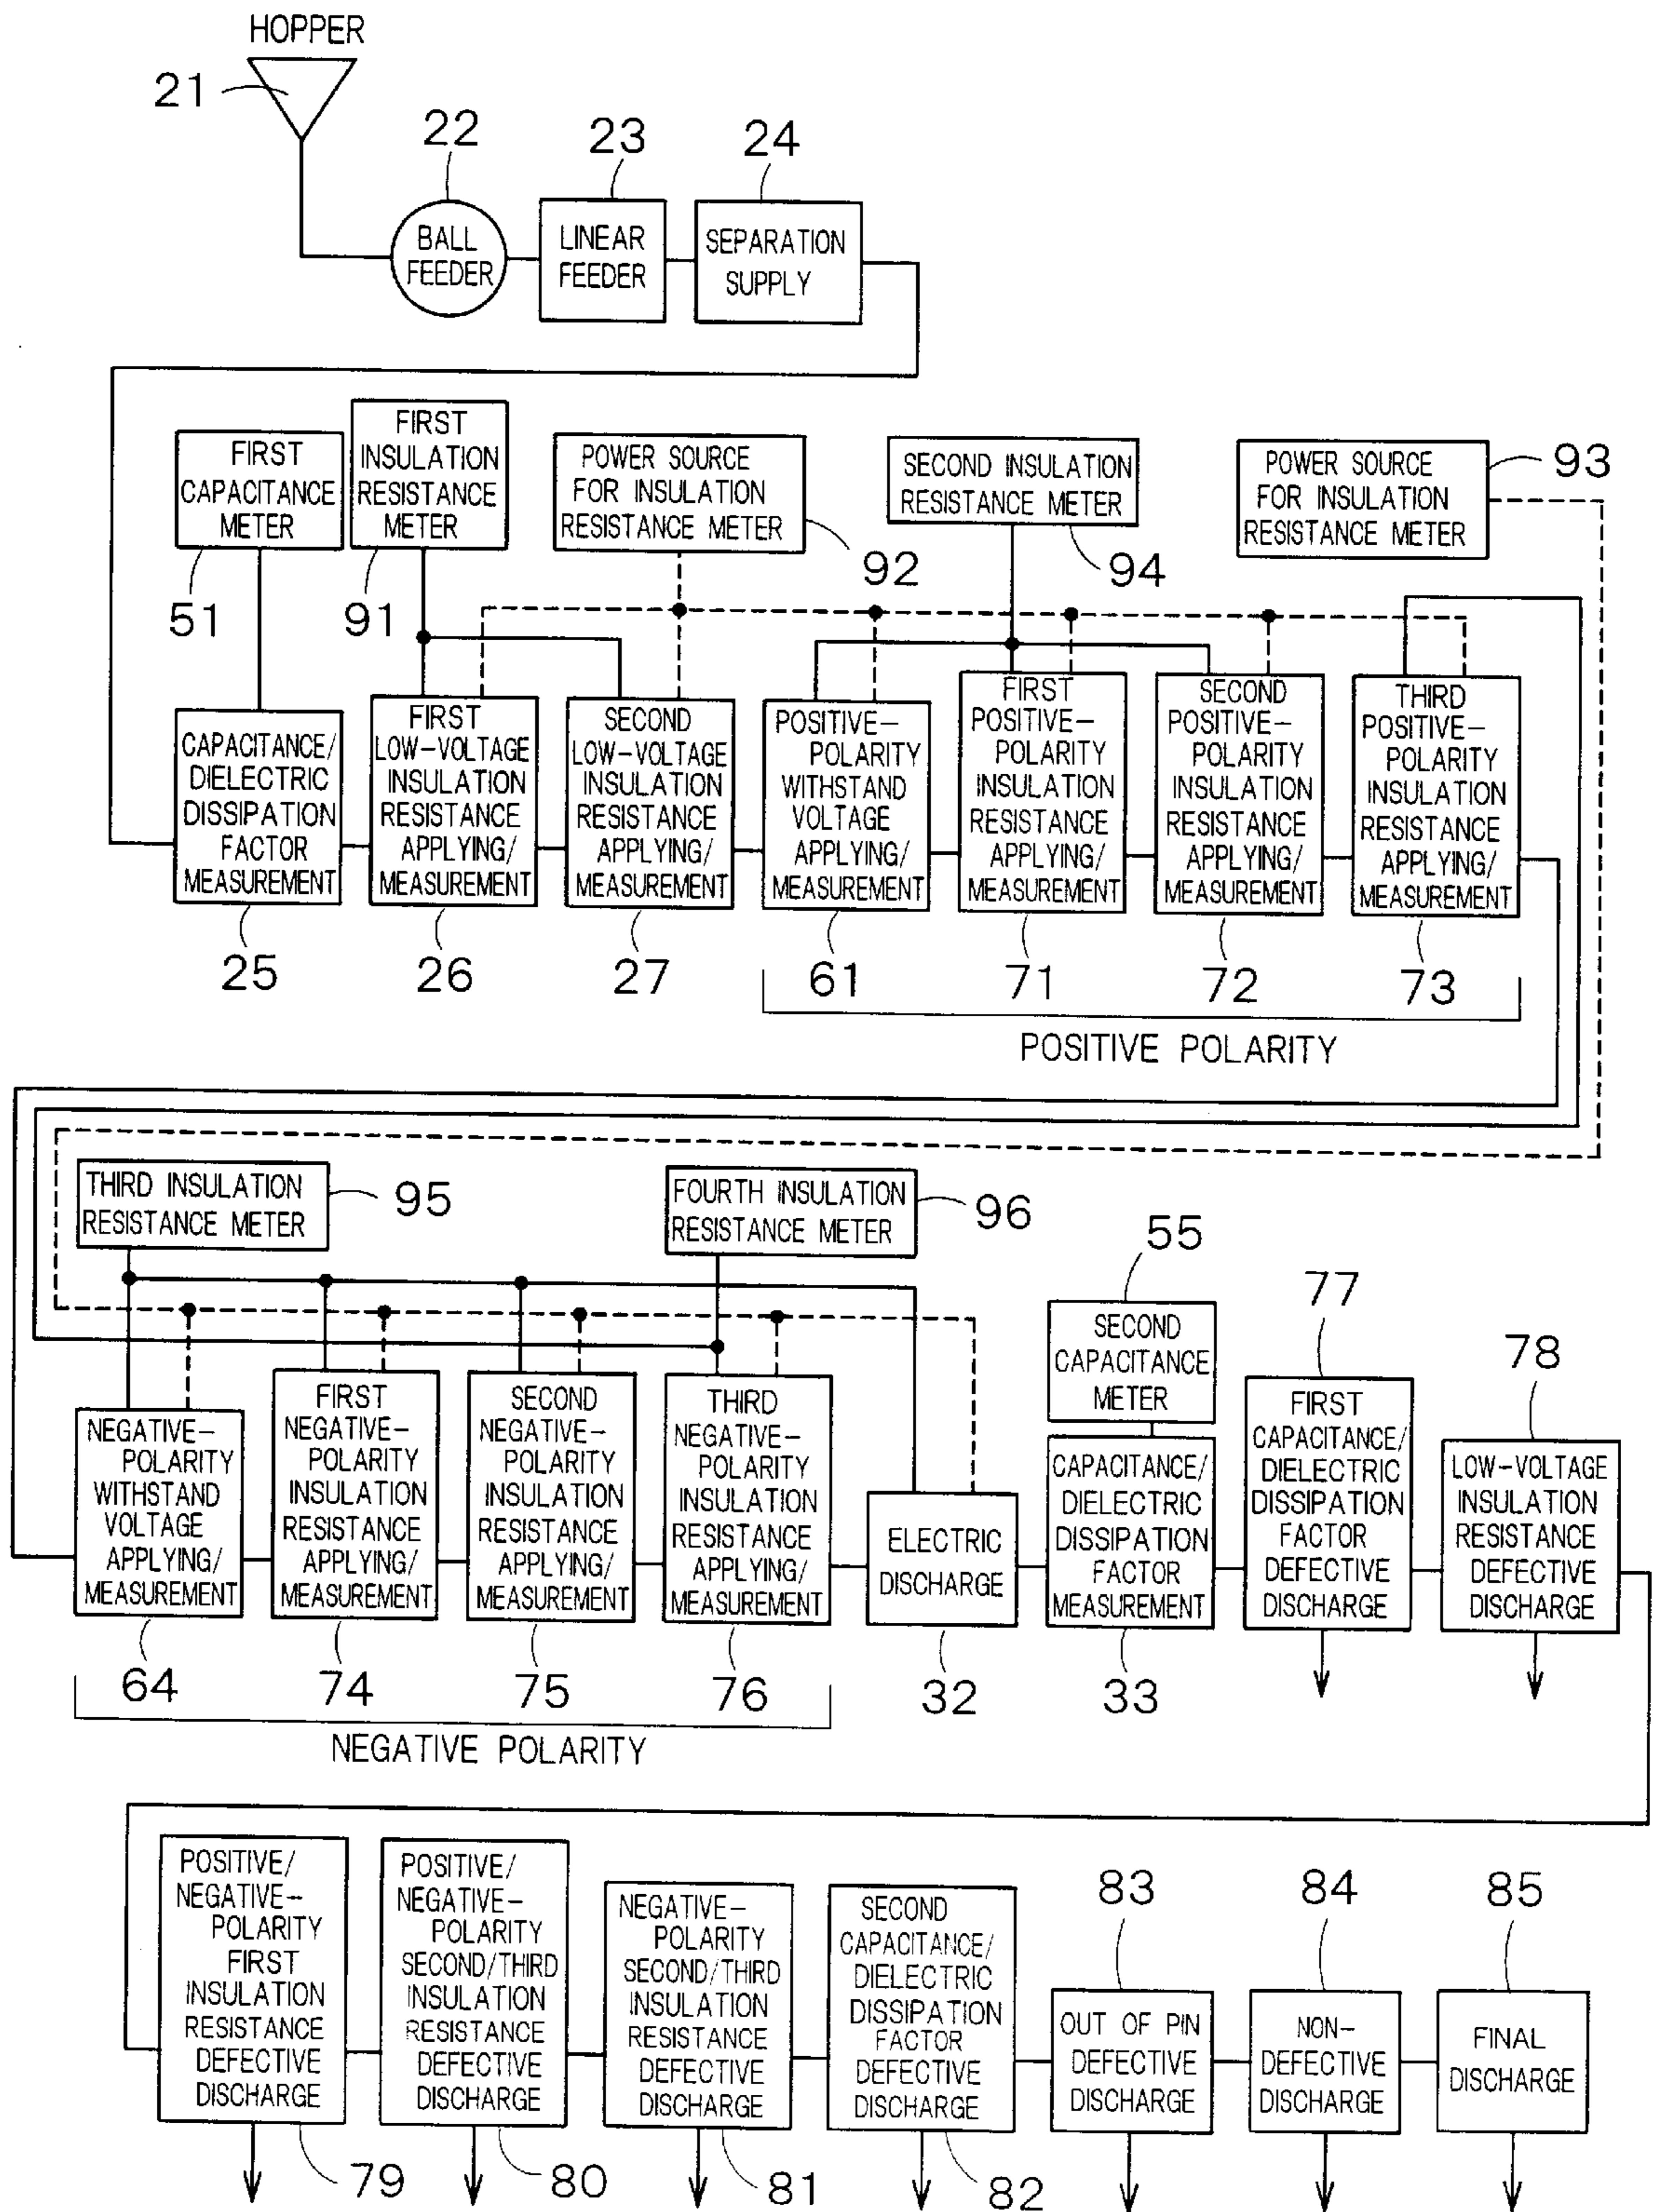 HOPPER
21
22
23
24
BALL
FEEDER
LINEAR
FEEDER
SEPARATION
SUPPLY
FIRST
CAPACITANCE
METER
51
FIRST
INSULATION
RESISTANCE
METER
91
POWER SOURCE
FOR INSULATION
RESISTANCE METER
92
SECOND INSULATION
RESISTANCE METER
94
POWER SOURCE
FOR INSULATION
RESISTANCE METER
93
CAPACITANCE/
DIELECTRIC
DISSIPATION
FACTOR
MEASUREMENT
25
FIRST
LOW-VOLTAGE
INSULATION
RESISTANCE
APPLYING/
MEASUREMENT
26
SECOND
LOW-VOLTAGE
INSULATION
RESISTANCE
APPLYING/
MEASUREMENT
27
POSITIVE-
POLARITY
WITHSTAND
VOLTAGE
APPLYING/
MEASUREMENT
61
FIRST
POSITIVE-
POLARITY
INSULATION
RESISTANCE
APPLYING/
MEASUREMENT
71
SECOND
POSITIVE-
POLARITY
INSULATION
RESISTANCE
APPLYING/
MEASUREMENT
72
THIRD
POSITIVE-
POLARITY
INSULATION
RESISTANCE
APPLYING/
MEASUREMENT
73
POSITIVE POLARITY
THIRD INSULATION
RESISTANCE METER
95
FOURTH INSULATION
RESISTANCE METER
96
55
SECOND
CAPACITANCE
METER
77
78
NEGATIVE-
POLARITY
WITHSTAND
VOLTAGE
APPLYING/
MEASUREMENT
64
FIRST
NEGATIVE-
POLARITY
INSULATION
RESISTANCE
APPLYING/
MEASUREMENT
74
SECOND
NEGATIVE-
POLARITY
INSULATION
RESISTANCE
APPLYING/
MEASUREMENT
75
THIRD
NEGATIVE-
POLARITY
INSULATION
RESISTANCE
APPLYING/
MEASUREMENT
76
ELECTRIC
DISCHARGE
32
CAPACITANCE/
DIELECTRIC
DISSIPATION
FACTOR
MEASUREMENT
33
FIRST
CAPACITANCE/
DIELECTRIC
DISSIPATION
FACTOR
DEFECTIVE
DISCHARGE
LOW-VOLTAGE
INSULATION
RESISTANCE
DEFECTIVE
DISCHARGE
NEGATIVE POLARITY
POSITIVE/
NEGATIVE-
POLARITY
FIRST
INSULATION
RESISTANCE
DEFECTIVE
DISCHARGE
79
POSITIVE/
NEGATIVE-
POLARITY
SECOND/THIRD
INSULATION
RESISTANCE
DEFECTIVE
DISCHARGE
80
NEGATIVE-
POLARITY
SECOND/THIRD
INSULATION
RESISTANCE
DEFECTIVE
DISCHARGE
81
SECOND
CAPACITANCE/
DIELECTRIC
DISSIPATION
FACTOR
DEFECTIVE
DISCHARGE
82
83
OUT OF PIN
DEFECTIVE
DISCHARGE
84
NON-
DEFECTIVE
DISCHARGE
85
FINAL
DISCHARGE